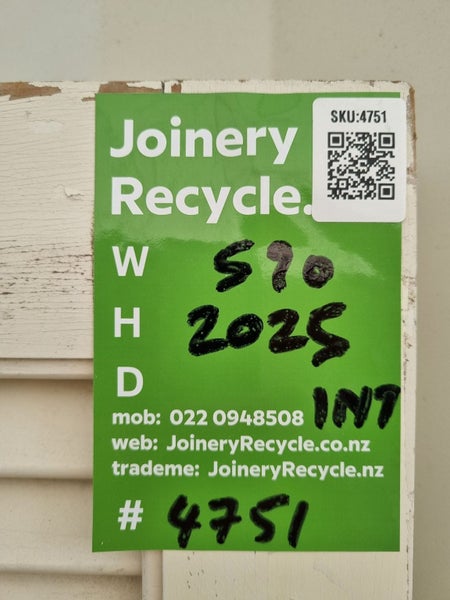 SKU:4751
Joinery
Recycle.
W 590
H 2025
D INT
mob: 022 0948508
web: JoineryRecycle.co.nz
trademe: JoineryRecycle.nz
# 4751